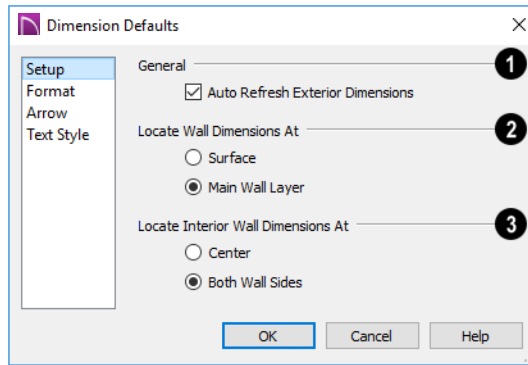 Dimension Defaults
Setup
Format
Arrow
Text Style
General 1
Auto Refresh Exterior Dimensions
Locate Wall Dimensions At 2
Surface
Main Wall Layer
Locate Interior Wall Dimensions At 3
Center
Both Wall Sides
OK Cancel Help